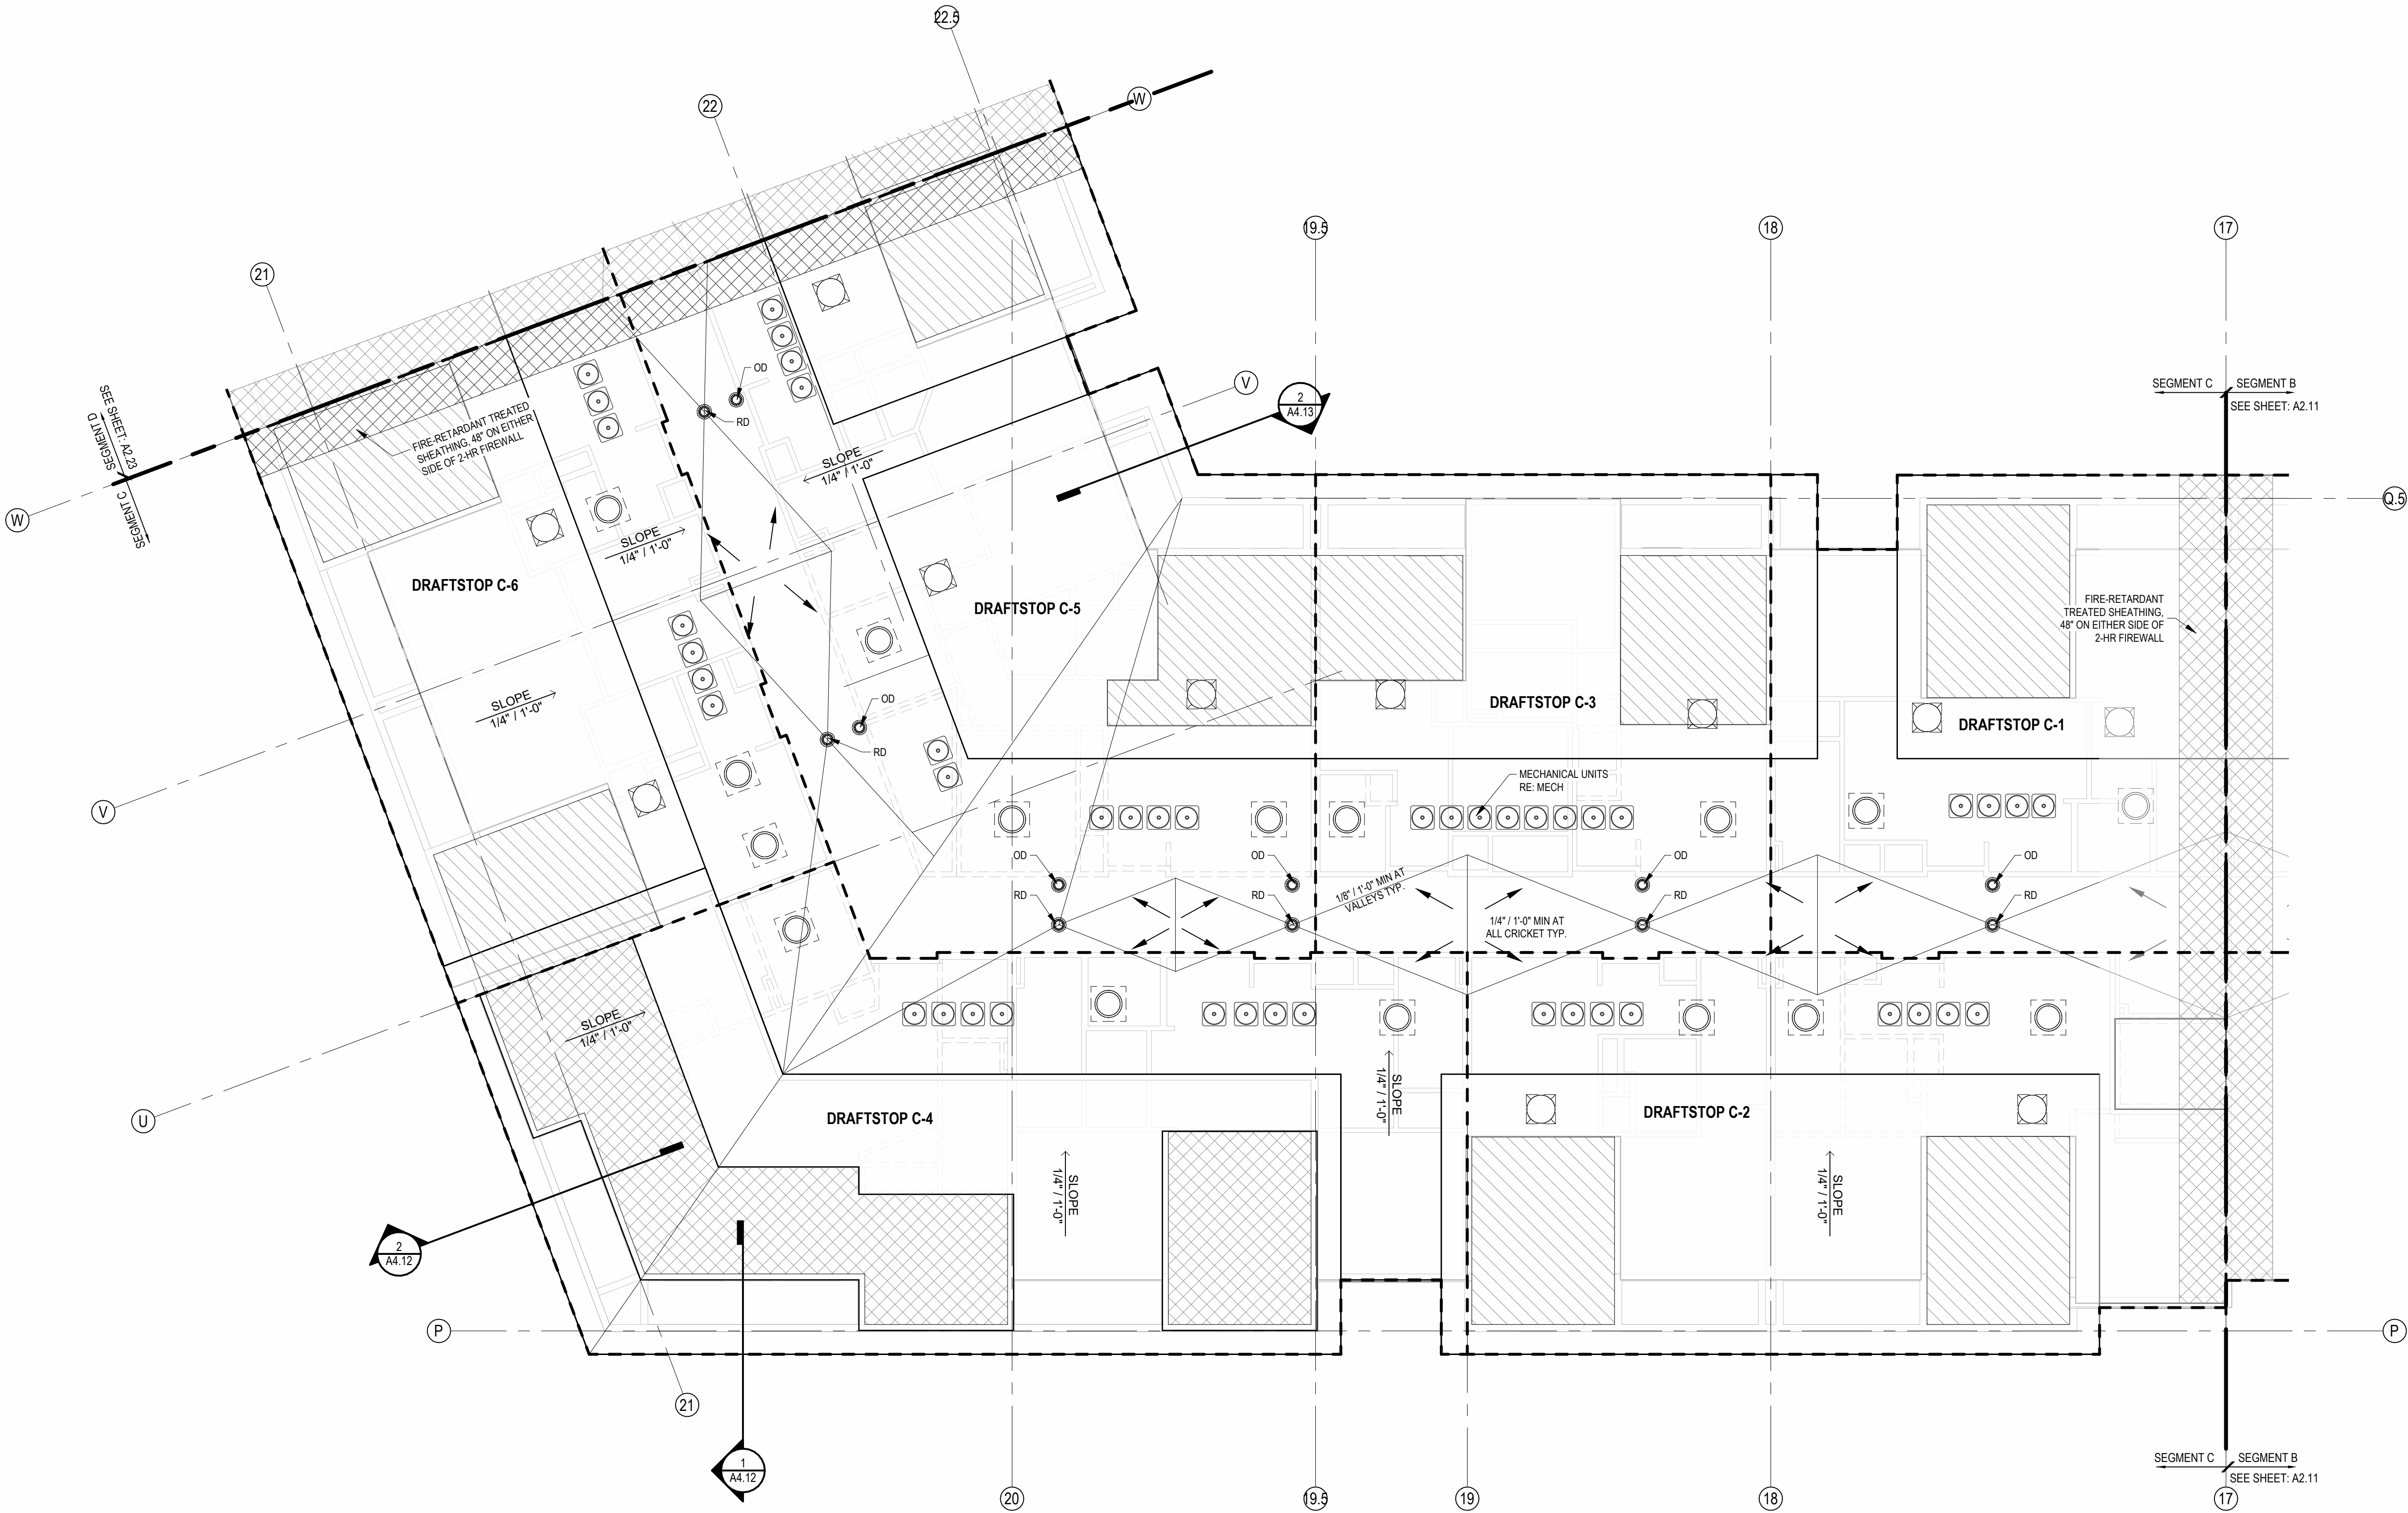 22.5
22
W
21
19.5
18
17
V
SEGMENT C
SEGMENT B
SEE SHEET: A2.11
2
A4.13
OD
RD
FIRE-RETARDANT TREATED
SHEATHING, 48" ON EITHER
SIDE OF 2-HR FIREWALL
SEE SHEET: A2.23
SEGMENT D
SEGMENT C
SLOPE
1/4" / 1'-0"
W
Q.5
SLOPE
1/4" / 1'-0"
DRAFTSTOP C-6
DRAFTSTOP C-5
FIRE-RETARDANT
TREATED SHEATHING,
48" ON EITHER SIDE OF
2-HR FIREWALL
SLOPE
1/4" / 1'-0"
OD
RD
DRAFTSTOP C-3
DRAFTSTOP C-1
MECHANICAL UNITS
RE: MECH
V
OD
OD
OD
OD
RD
RD
RD
RD
1/8" / 1'-0" MIN AT
VALLEYS TYP.
1/4" / 1'-0" MIN AT
ALL CRICKET TYP.
SLOPE
1/4" / 1'-0"
SLOPE
1/4" / 1'-0"
U
DRAFTSTOP C-4
DRAFTSTOP C-2
SLOPE
1/4" / 1'-0"
SLOPE
1/4" / 1'-0"
2
A4.12
P
P
21
1
A4.12
SEGMENT C
SEGMENT B
SEE SHEET: A2.11
20
19.5
19
18
17